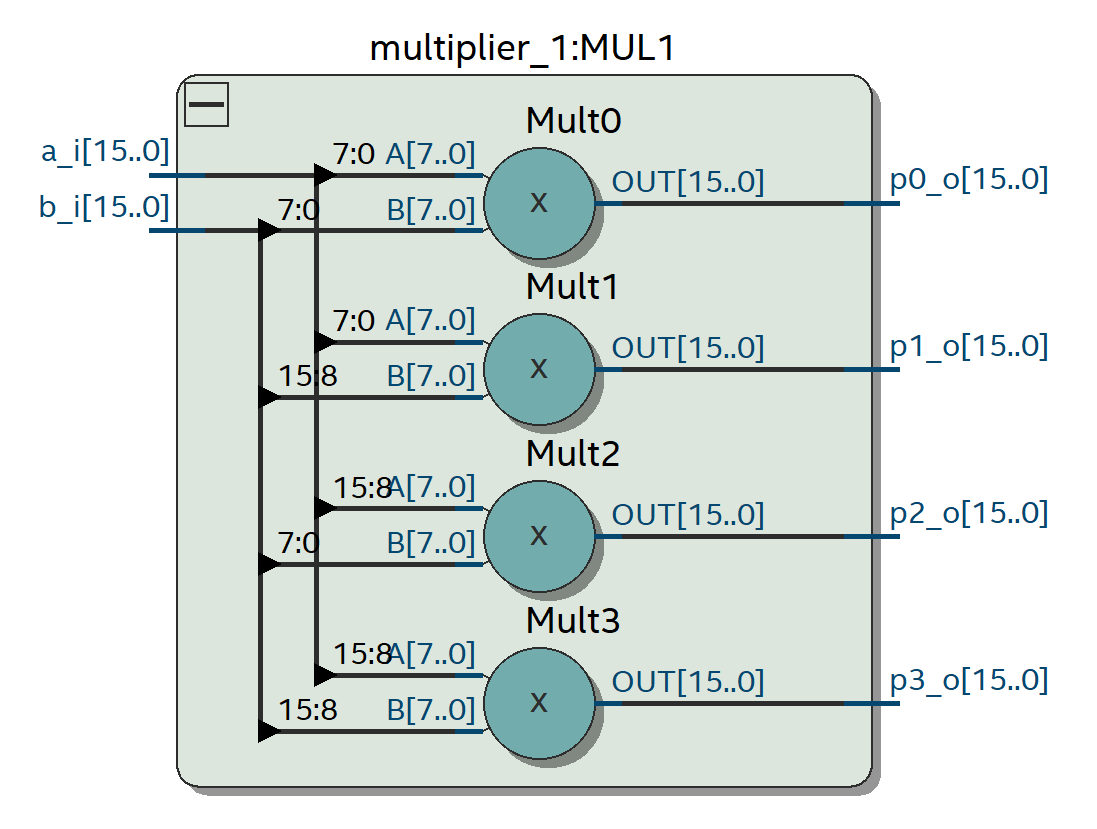 multiplier_1:MUL1
Mult0
a_i[15..0]
7:0 A[7..0]
OUT[15..0]
p0_o[15..0]
b_i[15..0]
7:0 B[7..0]
x
Mult1
7:0 A[7..0]
OUT[15..0]
p1_o[15..0]
15:8 B[7..0]
x
Mult2
15:8 A[7..0]
OUT[15..0]
p2_o[15..0]
7:0 B[7..0]
x
Mult3
15:8 A[7..0]
OUT[15..0]
p3_o[15..0]
15:8 B[7..0]
x